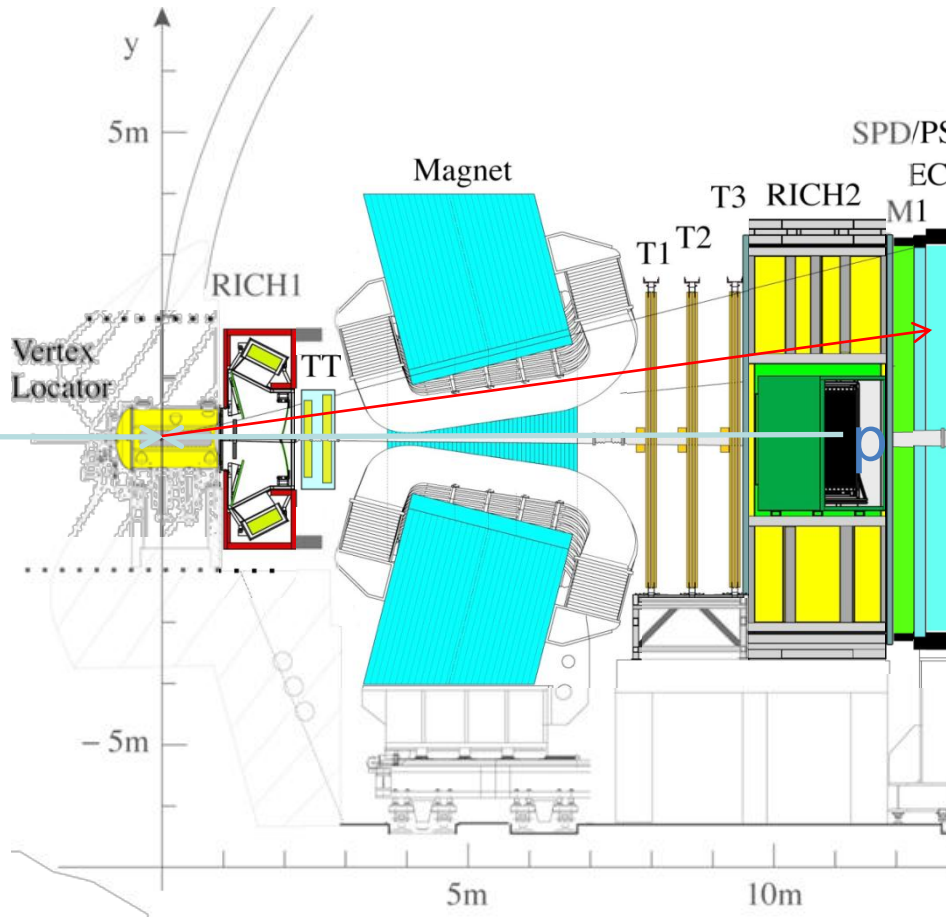 y
5m
SPD/PS
EC
Magnet
T3
RICH2
M1
T2
T1
RICH1
Vertex
Locator
TT
p
− 5m
5m
10m